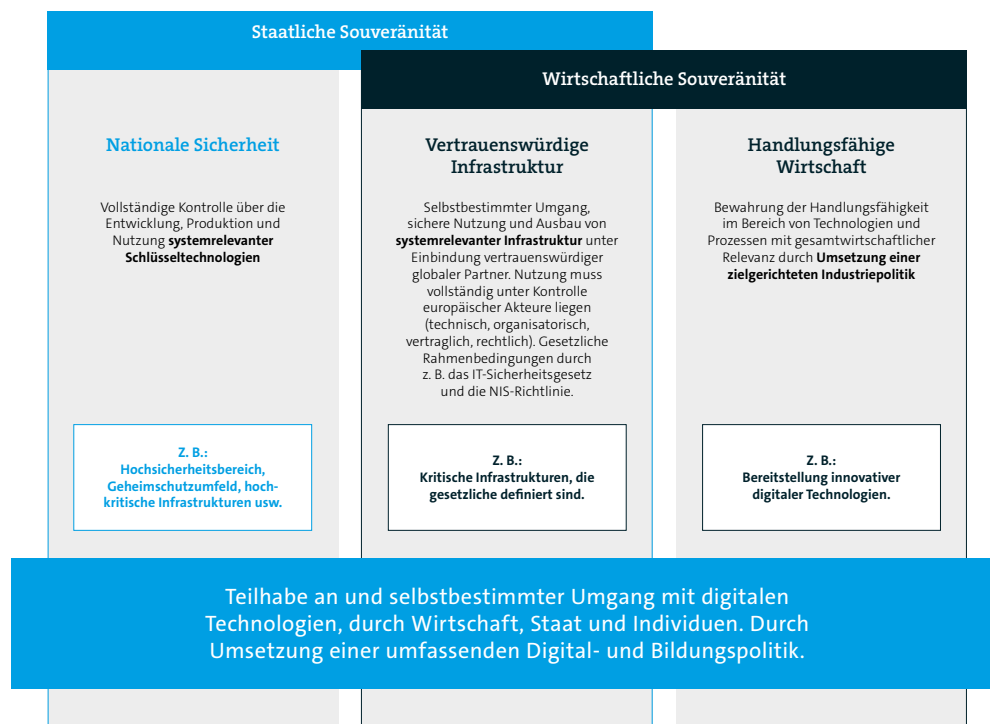 Staatliche Souveränität
Wirtschaftliche Souveränität
Nationale Sicherheit
Vollständige Kontrolle über die
Entwicklung, Produktion und
Nutzung systemrelevanter
Schlüsseltechnologien
Z. B.:
Hochsicherheitsbereich,
Geheimschutzumfeld, hoch-
kritische Infrastrukturen usw.
Vertrauenswürdige
Infrastruktur
Selbstbestimmter Umgang,
sichere Nutzung und Ausbau von
systemrelevanter Infrastruktur unter
Einbindung vertrauenswürdiger
globaler Partner. Nutzung muss
vollständig unter Kontrolle
europäischer Akteure liegen
(technisch, organisatorisch,
vertraglich, rechtlich). Gesetzliche
Rahmenbedingungen durch
z. B. das IT-Sicherheitsgesetz
und die NIS-Richtlinie.
Z. B.:
Kritische Infrastrukturen, die
gesetzliche definiert sind.
Handlungsfähige
Wirtschaft
Bewahrung der Handlungsfähigkeit
im Bereich von Technologien und
Prozessen mit gesamtwirtschaftlicher
Relevanz durch Umsetzung einer
zielgerichteten Industriepolitik
Z. B.:
Bereitstellung innovativer
digitaler Technologien.
Teilhabe an und selbstbestimmter Umgang mit digitalen
Technologien, durch Wirtschaft, Staat und Individuen. Durch
Umsetzung einer umfassenden Digital- und Bildungspolitik.